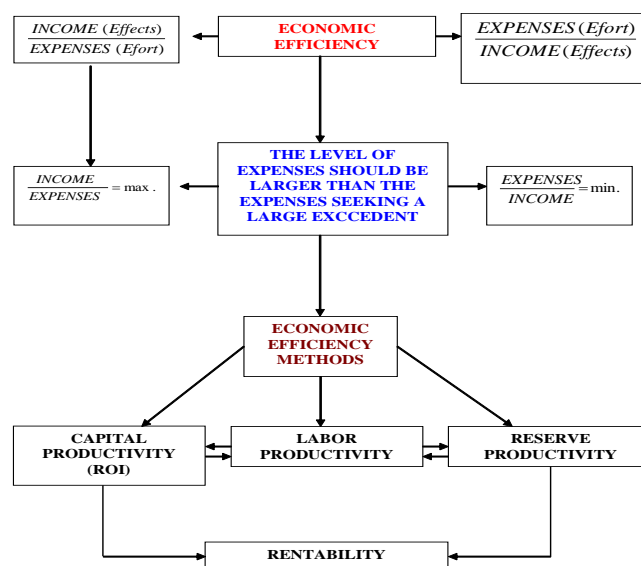 INCOME (Effects)
EXPENSES (Efort)
ECONOMIC
EFFICIENCY
EXPENSES (Efort)
INCOME (Effects)
THE LEVEL OF
EXPENSES SHOULD BE
LARGER THAN THE
EXPENSES SEEKING A
LARGE EXCCEDENT
INCOME
EXPENSES
= max .
EXPENSES
INCOME
= min.
ECONOMIC
EFFICIENCY
METHODS
CAPITAL
PRODUCTIVITY
(ROI)
LABOR
PRODUCTIVITY
RESERVE
PRODUCTIVITY
RENTABILITY